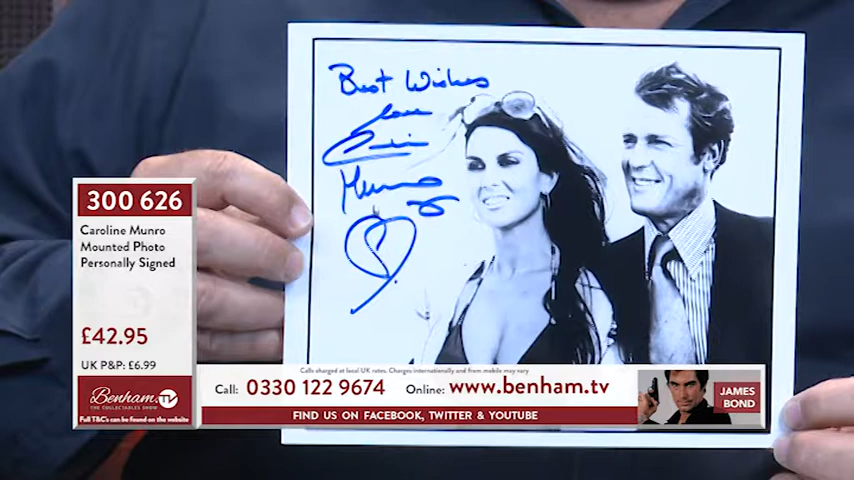 Best Wishes
love
Caroline
Munro
300 626
Caroline Munro
Mounted Photo
Personally Signed
£42.95
UK P&P: £6.99
Benham.TV
THE COLLECTABLES SHOW
Full T&C's can be found on the website
Calls charged at local UK rates. Charges internationally and from mobile may vary
Call: 0330 122 9674 Online: www.benham.tv
FIND US ON FACEBOOK, TWITTER & YOUTUBE
JAMES
BOND